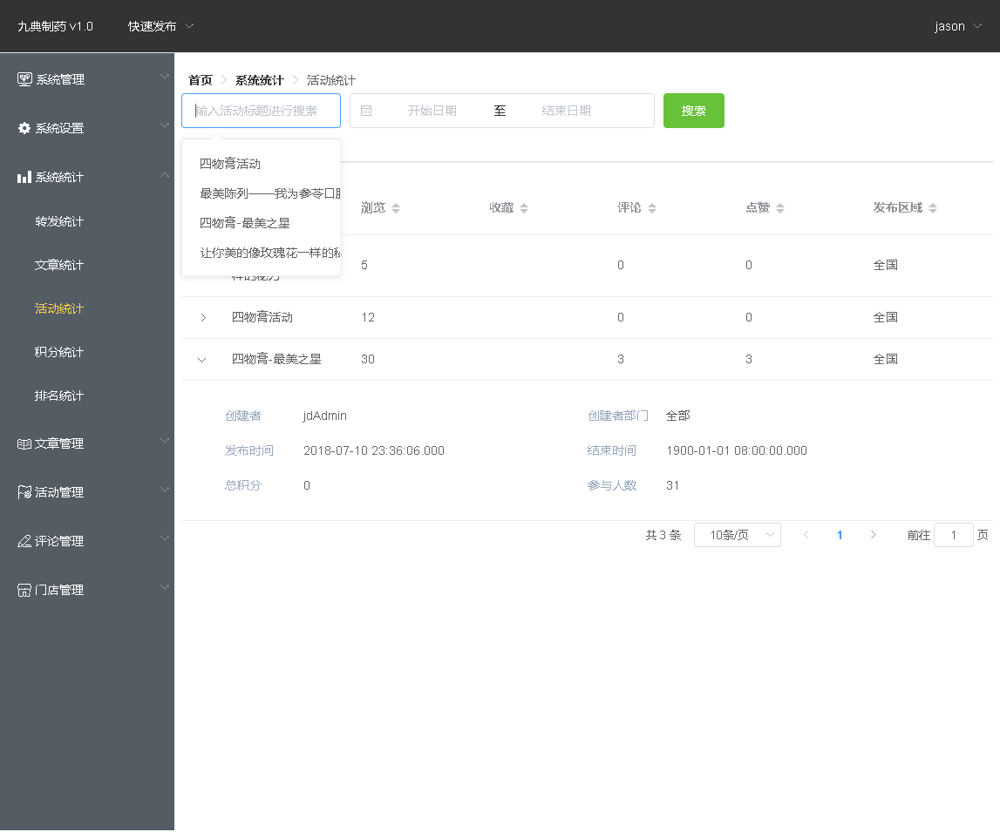 九典制药 v1.0 快速发布 jason
系统管理
系统设置
系统统计
转发统计
文章统计
活动统计
积分统计
排名统计
文章管理
活动管理
评论管理
门店管理
首页 系统统计 活动统计
输入活动标题进行搜索 开始日期 至 结束日期 搜索
四物膏活动
最美陈列——我为参苓口服
四物膏-最美之星
让你美的像玫瑰花一样的秘
浏览 收藏 评论 点赞 发布区域
样的秘方 5 0 0 全国
四物膏活动 12 0 0 全国
四物膏-最美之星 30 3 3 全国
创建者 jdAdmin 创建者部门 全部
发布时间 2018-07-10 23:36:06.000 结束时间 1900-01-01 08:00:00.000
总积分 0 参与人数 31
共 3 条 10条/页 1 前往 1 页